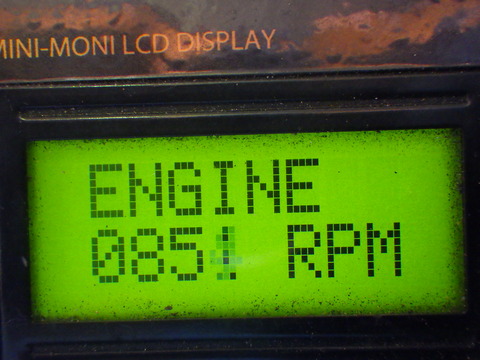 MINI-MONI LCD DISPLAY
ENGINE
RPM